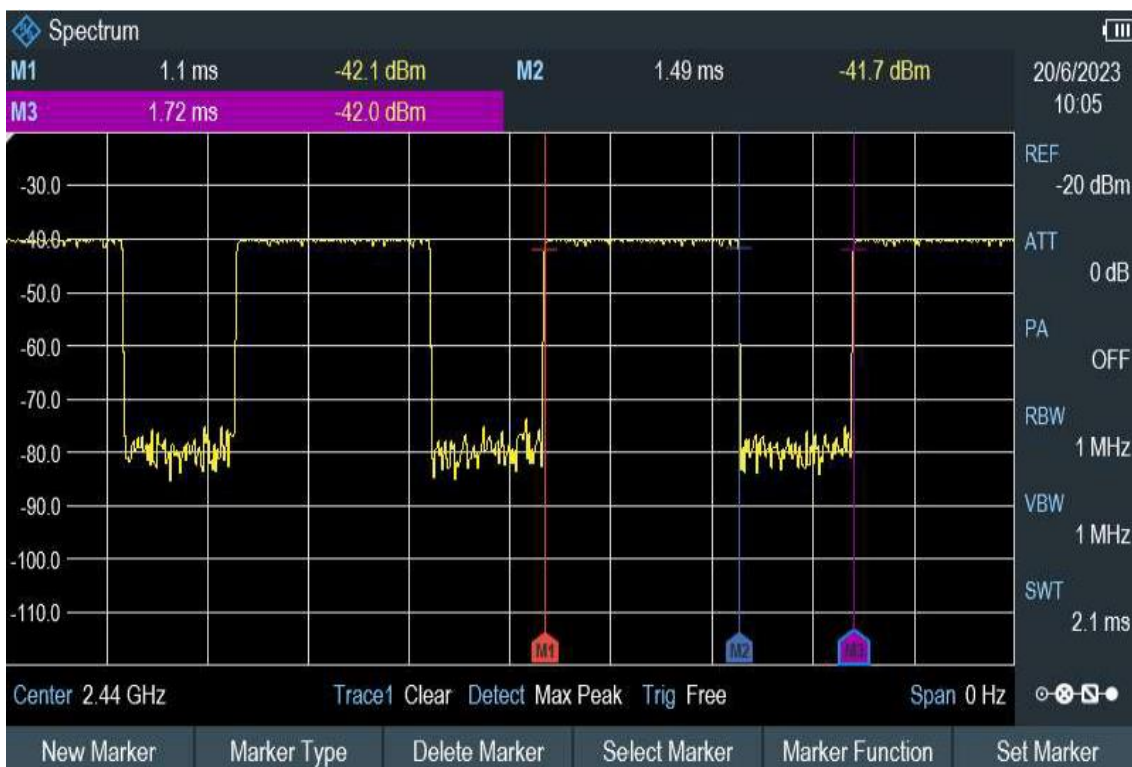 Spectrum
M1 1.1 ms -42.1 dBm M2 1.49 ms -41.7 dBm
M3 1.72 ms -42.0 dBm
20/6/2023
10:05
REF
-20 dBm
ATT
0 dB
PA
OFF
RBW
1 MHz
VBW
1 MHz
SWT
2.1 ms
-30.0
-40.0
-50.0
-60.0
-70.0
-80.0
-90.0
-100.0
-110.0
M1 M2 M3
Center 2.44 GHz Trace1 Clear Detect Max Peak Trig Free Span 0 Hz
New Marker Marker Type Delete Marker Select Marker Marker Function Set Marker